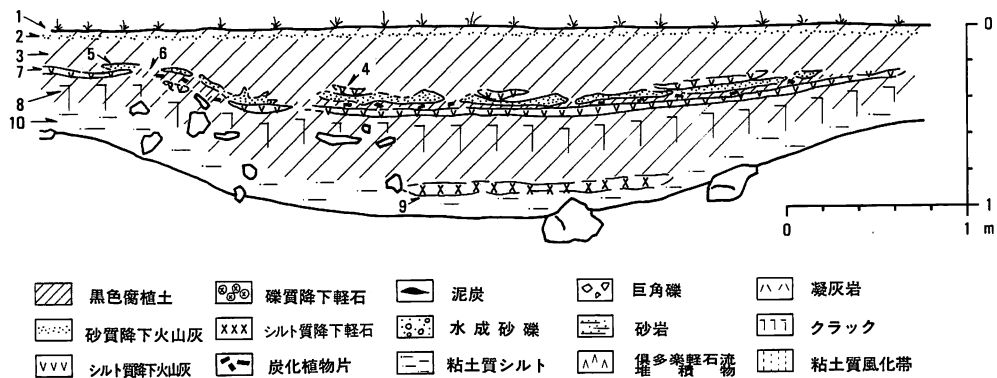 1
2
3
5
6
7
4
8
10
9
0
1
m
0
1
m
黒色腐植土
礫質降下軽石
泥炭
巨角礫
凝灰岩
砂質降下火山灰
シルト質降下軽石
水成砂礫
砂岩
クラック
シルト質降下火山灰
炭化植物片
粘土質シルト
倶多楽軽石流
堆積物
粘土質風化帯